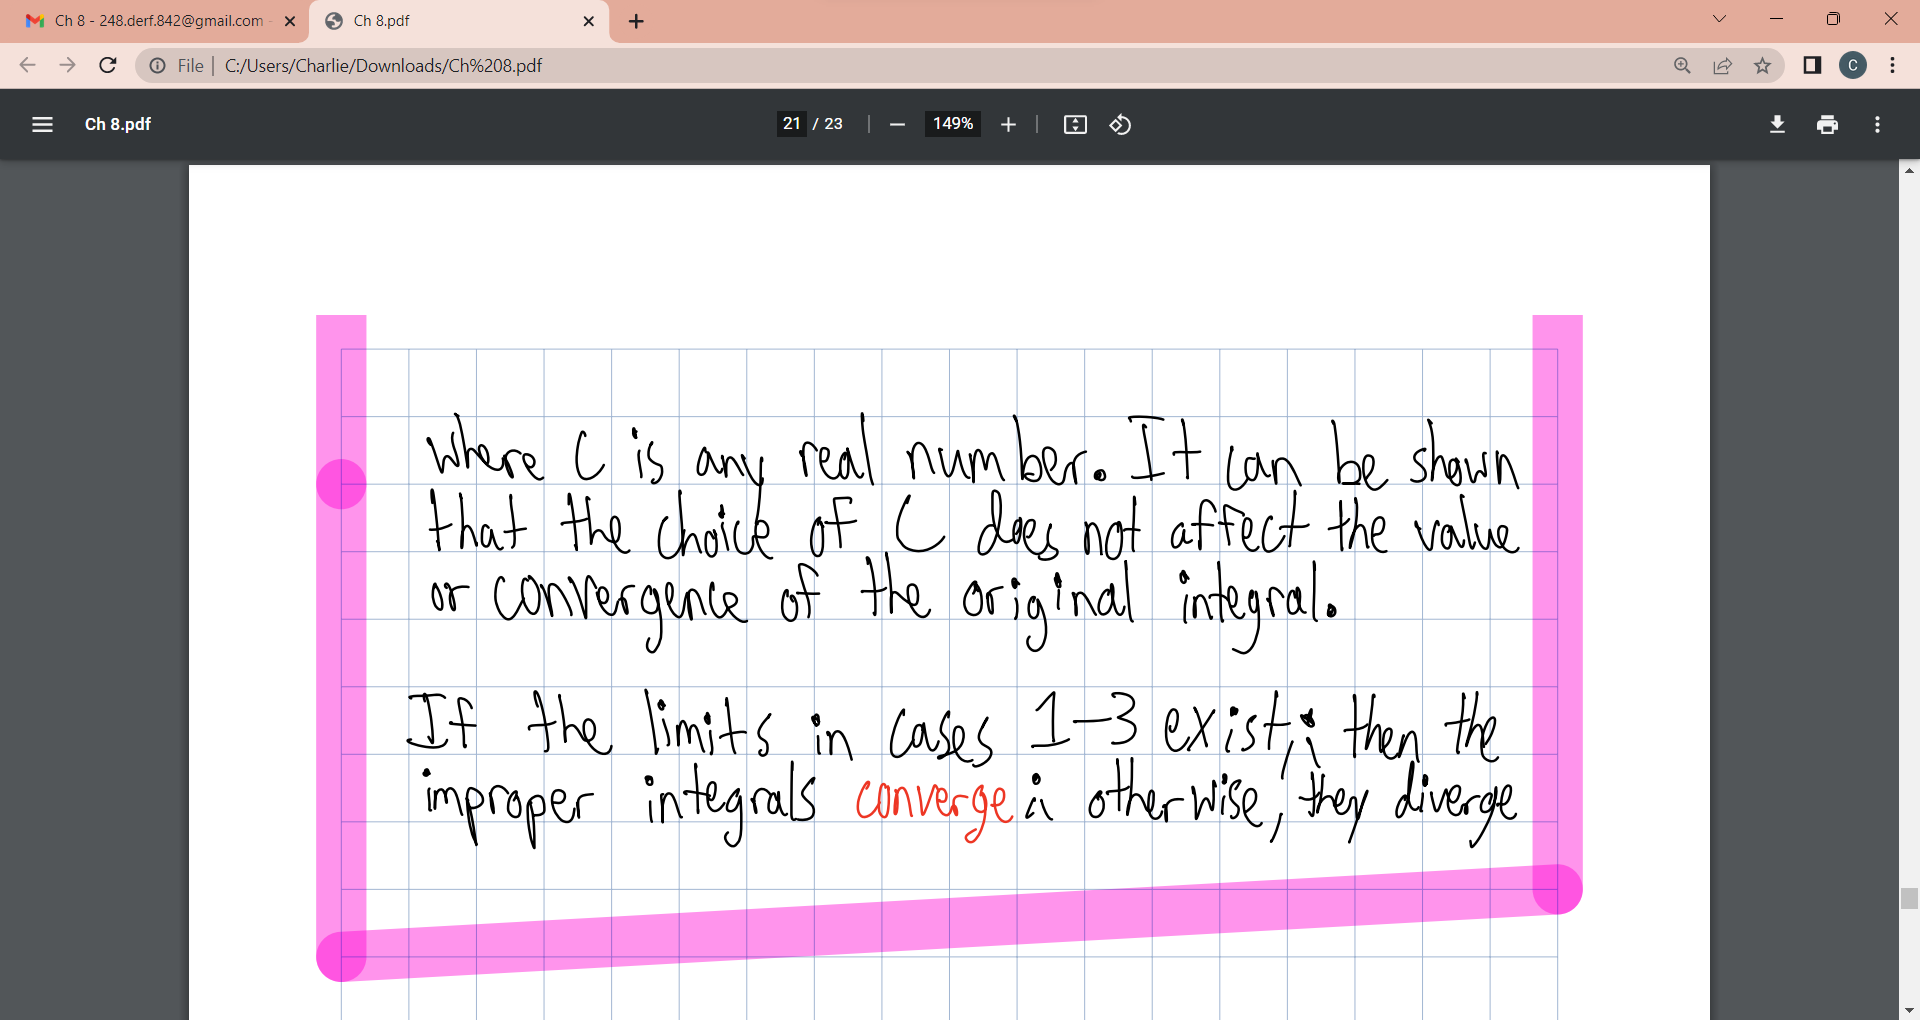 Ch 8 - 248.derf.842@gmail.com -
Ch 8.pdf
File | C:/Users/Charlie/Downloads/Ch%208.pdf
C
Ch 8.pdf
21 / 23
149%
where C is any real number. It can be shown
that the choice of C does not affect the value
or convergence of the original integral.
If the limits in cases 1-3 exist, then the
improper integrals converge; otherwise, they diverge